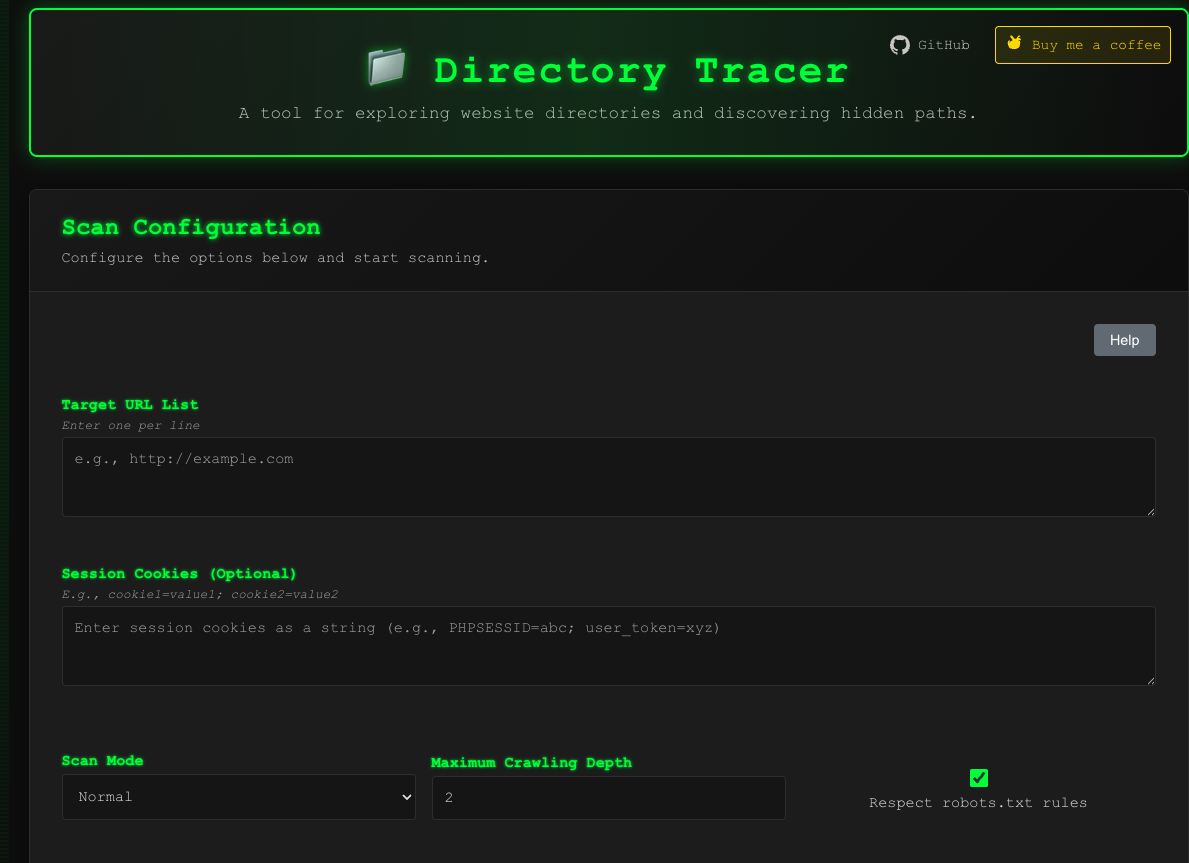 GitHub
Buy me a coffee
Directory Tracer
A tool for exploring website directories and discovering hidden paths.
Scan Configuration
Configure the options below and start scanning.
Help
Target URL List
Enter one per line
e.g., http://example.com
Session Cookies (Optional)
E.g., cookie1=value1; cookie2=value2
Enter session cookies as a string (e.g., PHPSESSID=abc; user_token=xyz)
Scan Mode
Normal
Maximum Crawling Depth
2
Respect robots.txt rules